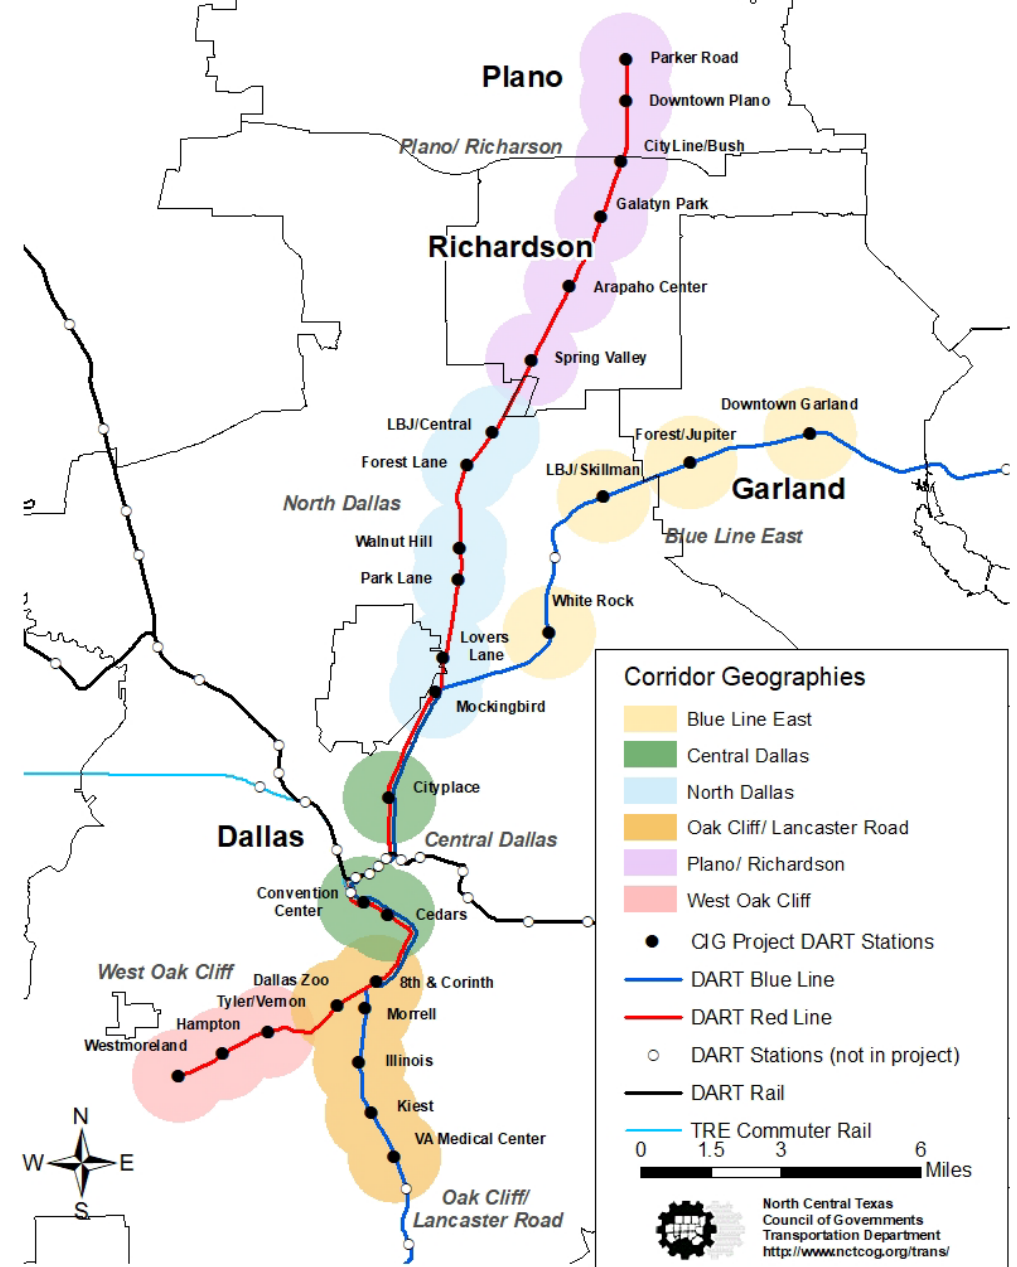 Parker Road
Plano
Downtown Plano
Plano/ Richarson
CityLine/Bush
Galatyn Park
Richardson
Arapaho Center
Spring Valley
Downtown Garland
LBJ/Central
Forest/Jupiter
Forest Lane
LBJ/Skillman
Garland
North Dallas
Blue Line East
Walnut Hill
Park Lane
White Rock
Lovers
Lane
Mockingbird
Cityplace
Dallas
Central Dallas
Convention
Center
Cedars
West Oak Cliff
Dallas Zoo
8th & Corinth
Tyler/Vernon
Morrell
Hampton
Westmoreland
Illinois
Kiest
VA Medical Center
Oak Cliff/
Lancaster Road
N
W
E
S
Corridor Geographies
Blue Line East
Central Dallas
North Dallas
Oak Cliff/ Lancaster Road
Plano/ Richardson
West Oak Cliff
CIG Project DART Stations
DART Blue Line
DART Red Line
DART Stations (not in project)
DART Rail
TRE Commuter Rail
0 1.5 3 6
Miles
North Central Texas
Council of Governments
Transportation Department
http://www.nctcog.org/trans/